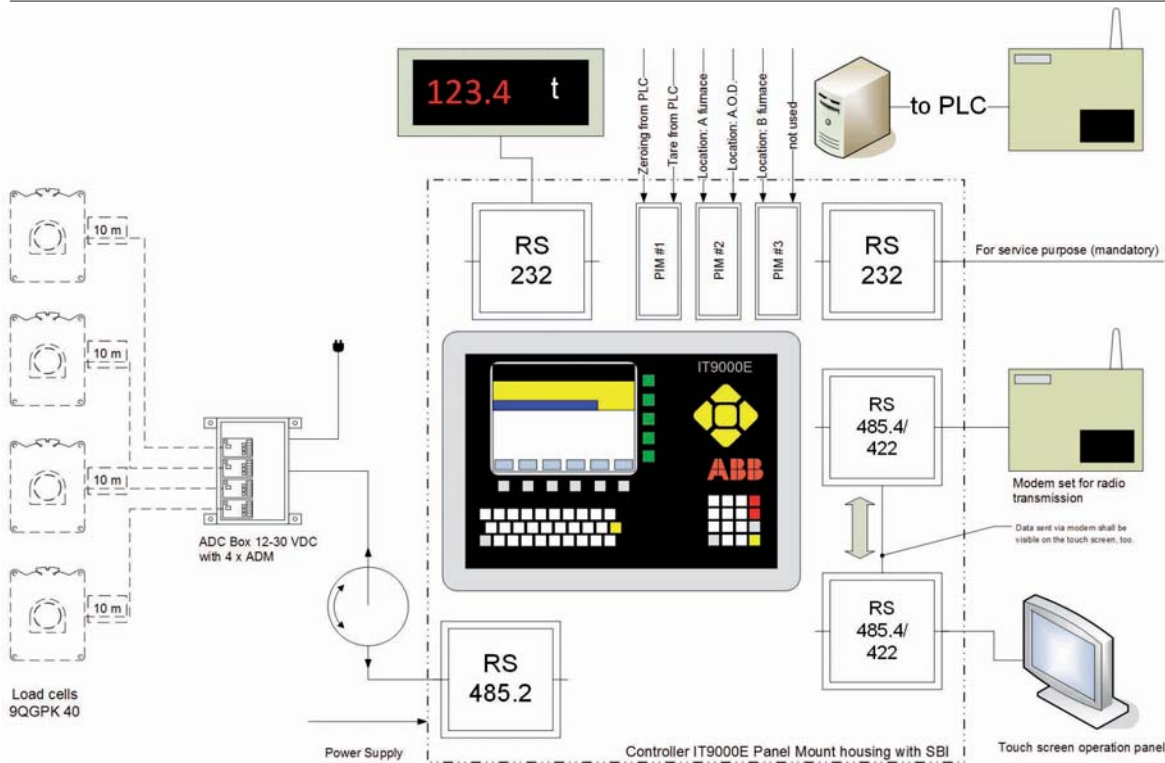 123.4 t
Zeroing from PLC
Tare from PLC
Location: A furnace
Location: A.O.D.
Location: B furnace
not used
to PLC
10 m
10 m
10 m
10 m
RS
232
PIM #1
PIM #2
PIM #3
RS
232
For service purpose (mandatory)
IT9000E
ABB
RS
485.4/
422
Modem set for radio
transmission
Data sent via modem shall be
visible on the touch screen, too.
ADC Box 12-30 VDC
with 4 x ADM
RS
485.4/
422
RS
485.2
Load cells
9QGPK 40
Power Supply
Controller IT9000E Panel Mount housing with SBI
Touch screen operation panel